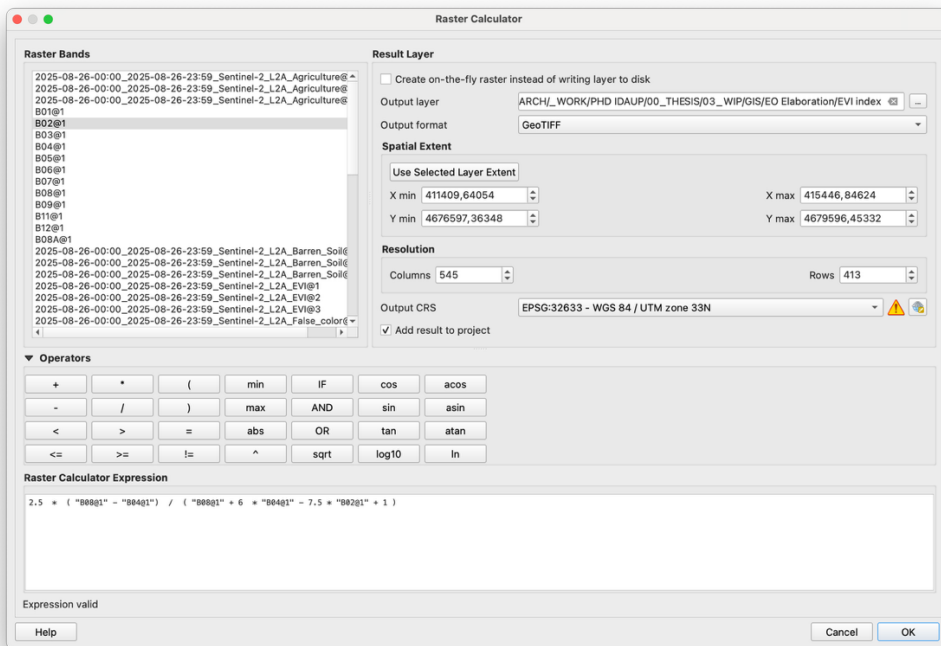 Raster Calculator
Raster Bands
2025-08-26-00:00_2025-08-26-23:59_Sentinel-2_L2A_Agriculture@
2025-08-26-00:00_2025-08-26-23:59_Sentinel-2_L2A_Agriculture@
2025-08-26-00:00_2025-08-26-23:59_Sentinel-2_L2A_Agriculture@
B01@1
B02@1
B03@1
B04@1
B05@1
B06@1
B07@1
B08@1
B09@1
B11@1
B12@1
B08A@1
2025-08-26-00:00_2025-08-26-23:59_Sentinel-2_L2A_Barren_Soil@
2025-08-26-00:00_2025-08-26-23:59_Sentinel-2_L2A_Barren_Soil@
2025-08-26-00:00_2025-08-26-23:59_Sentinel-2_L2A_Barren_Soil@
2025-08-26-00:00_2025-08-26-23:59_Sentinel-2_L2A_EVI@1
2025-08-26-00:00_2025-08-26-23:59_Sentinel-2_L2A_EVI@2
2025-08-26-00:00_2025-08-26-23:59_Sentinel-2_L2A_EVI@3
2025-08-26-00:00_2025-08-26-23:59_Sentinel-2_L2A_False_color@
Result Layer
Create on-the-fly raster instead of writing layer to disk
Output layer ARCH/_WORK/PHD IDAUP/00_THESIS/03_WIP/GIS/EO Elaboration/EVI index ...
Output format GeoTIFF
Spatial Extent
Use Selected Layer Extent
X min 411409,64054 X max 415446,84624
Y min 4676597,36348 Y max 4679596,45332
Resolution
Columns 545 Rows 413
Output CRS EPSG:32633 - WGS 84 / UTM zone 33N
Add result to project
Operators
+ * ( min IF cos acos
- / ) max AND sin asin
< > = abs OR tan atan
<= >= != ^ sqrt log10 ln
Raster Calculator Expression
2.5 * ( "B08@1" - "B04@1") / ( "B08@1" + 6 * "B04@1" - 7.5 * "B02@1" + 1 )
Expression valid
Help Cancel OK